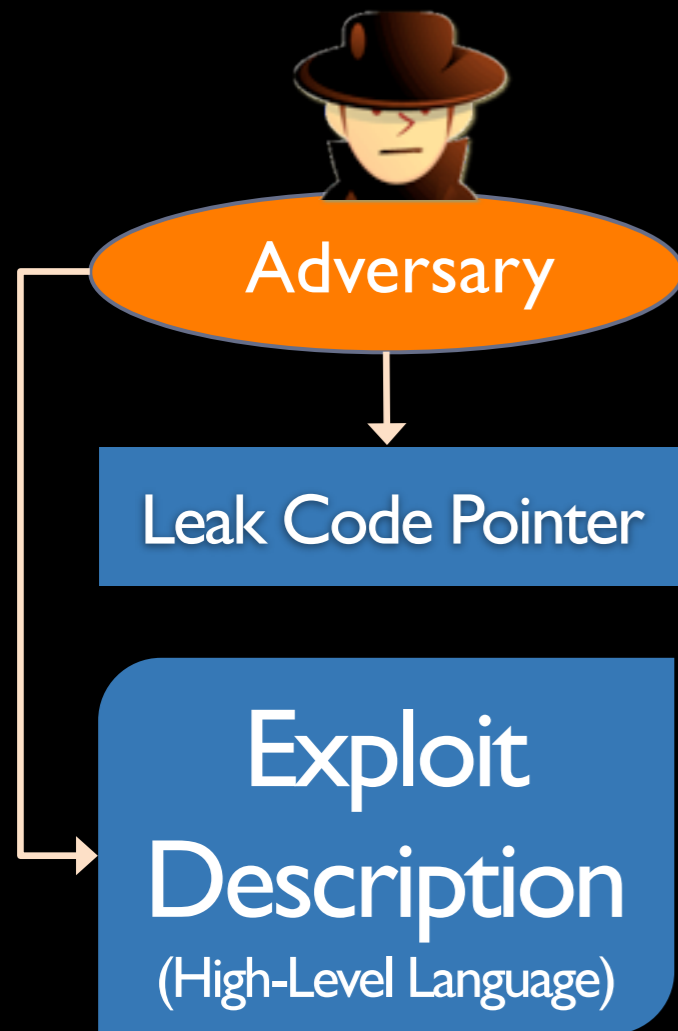 Adversary
Leak Code Pointer
Exploit
Description
(High-Level Language)